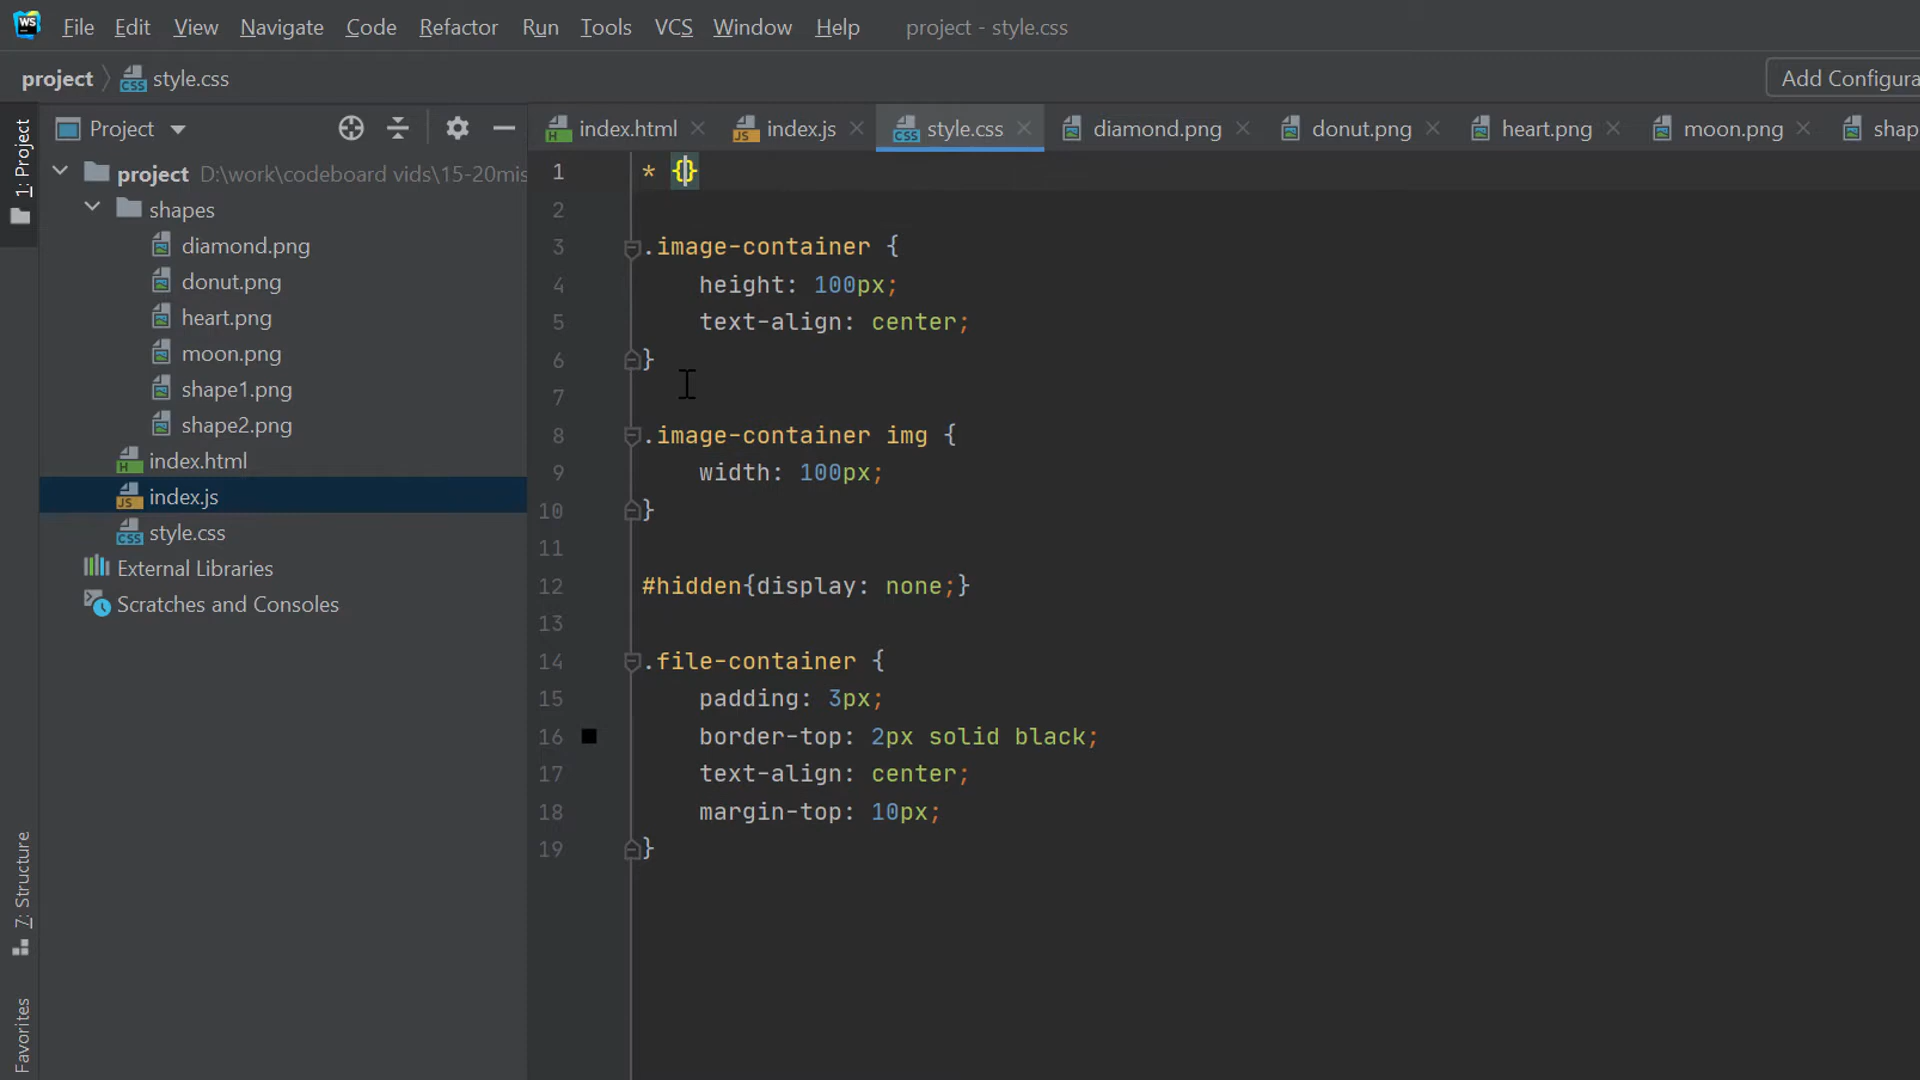 WS
File Edit View Navigate Code Refactor Run Tools VCS Window Help project - style.css
project style.css
Add Configura
1: Project
Project
index.html index.js style.css diamond.png donut.png heart.png moon.png shap
project D:\work\codeboard vids\15-20mis
shapes
diamond.png
donut.png
heart.png
moon.png
shape1.png
shape2.png
index.html
index.js
style.css
External Libraries
Scratches and Consoles
7: Structure
Favorites
1 * {}
2
3 .image-container {
4 height: 100px;
5 text-align: center;
6 }
7
8 .image-container img {
9 width: 100px;
10 }
11
12 #hidden{display: none;}
13
14 .file-container {
15 padding: 3px;
16 border-top: 2px solid black;
17 text-align: center;
18 margin-top: 10px;
19 }